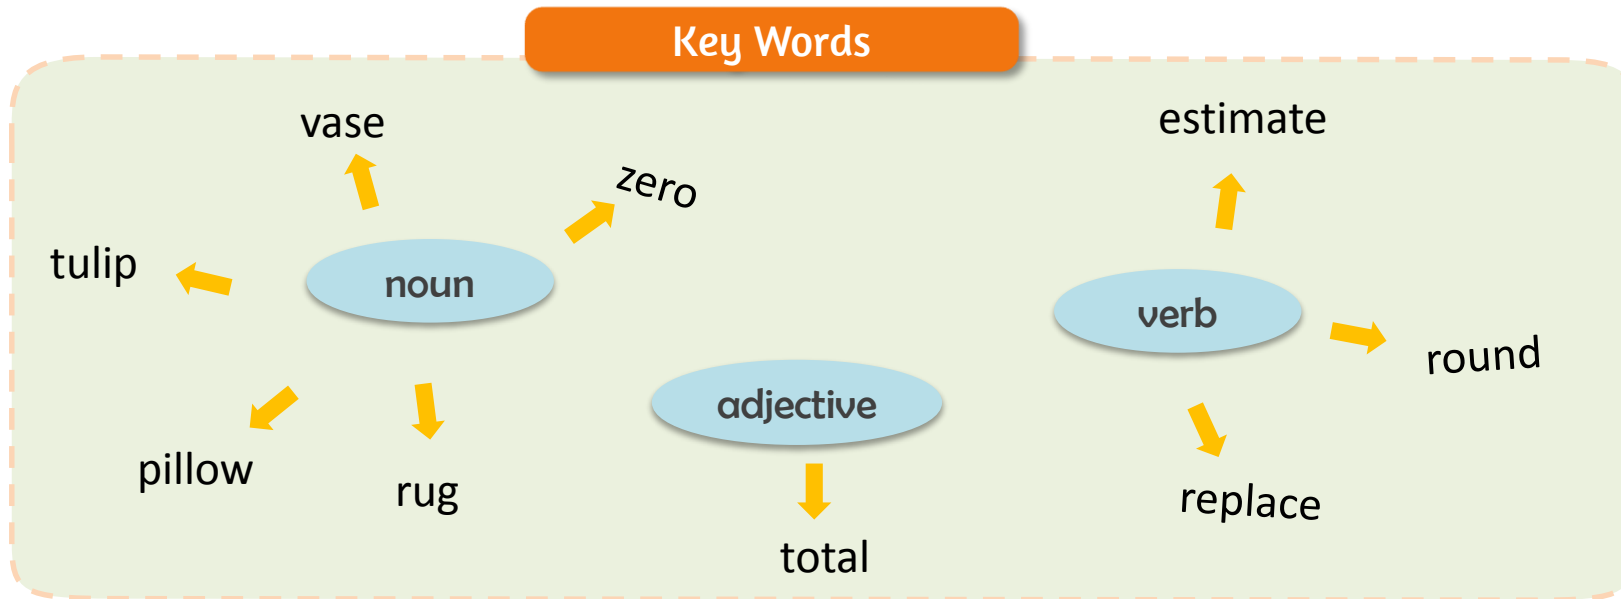 Key Words
vase
zero
tulip
noun
pillow
rug
adjective
total
estimate
verb
round
replace